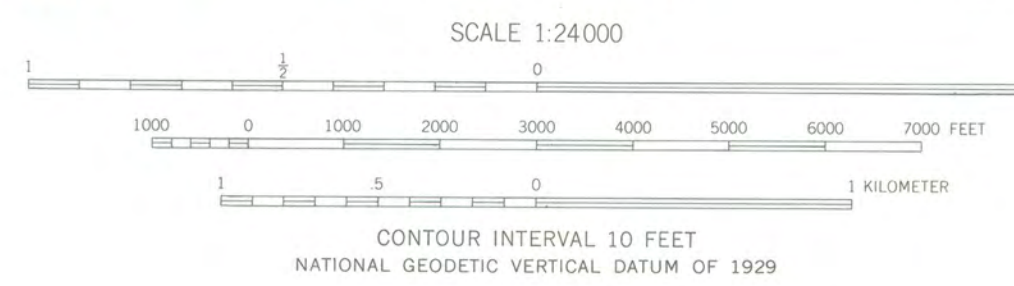 SCALE 1:24000
1 ½ 0
1000 0 1000 2000 3000 4000 5000 6000 7000 FEET
1 .5 0 1 KILOMETER
CONTOUR INTERVAL 10 FEET
NATIONAL GEODETIC VERTICAL DATUM OF 1929